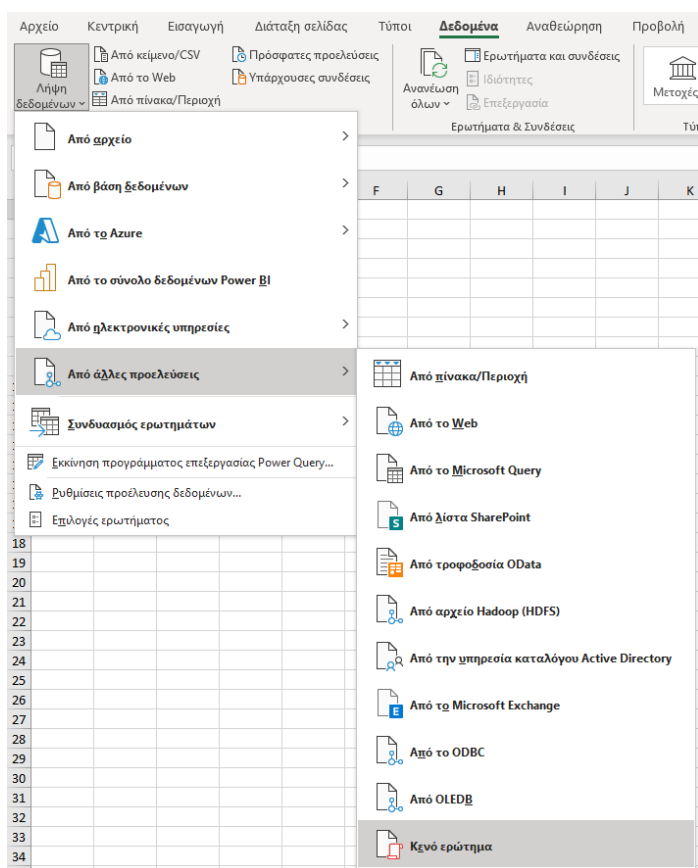 Αρχείο Κεντρική Εισαγωγή Διάταξη σελίδας Τύποι Δεδομένα Αναθεώρηση Προβολή
Λήψη δεδομένων
Από κείμενο/CSV
Από το Web
Από πίνακα/Περιοχή
Πρόσφατες προελεύσεις
Υπάρχουσες συνδέσεις
Ανανέωση όλων
Ερωτήματα και συνδέσεις
Ιδιότητες
Επεξεργασία
Ερωτήματα & Συνδέσεις
Μετοχές
Από αρχείο
Από βάση δεδομένων
Από το Azure
Από το σύνολο δεδομένων Power BI
Από ηλεκτρονικές υπηρεσίες
Από άλλες προελεύσεις
Συνδυασμός ερωτημάτων
Εκκίνηση προγράμματος επεξεργασίας Power Query...
Ρυθμίσεις προέλευσης δεδομένων...
Επιλογές ερωτήματος
F G H I J K
Από πίνακα/Περιοχή
Από το Web
Από το Microsoft Query
Από λίστα SharePoint
Από τροφοδοσία OData
Από αρχείο Hadoop (HDFS)
Από την υπηρεσία καταλόγου Active Directory
Από το Microsoft Exchange
Από το ODBC
Από OLEDB
Κενό ερώτημα
18
19
20
21
22
23
24
25
26
27
28
29
30
31
32
33
34